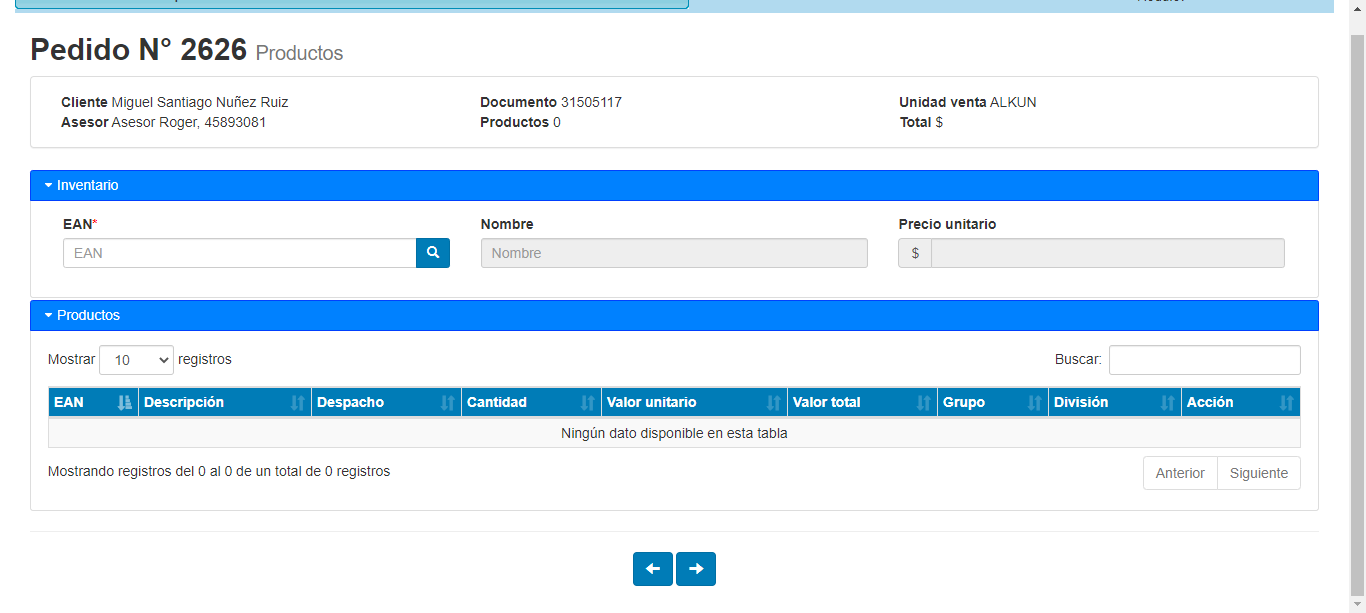 Pedido N° 2626 Productos
Cliente Miguel Santiago Nuñez Ruiz Documento 31505117 Unidad venta ALKUN
Asesor Asesor Roger, 45893081 Productos 0 Total $
Inventario
EAN* Nombre Precio unitario
EAN Nombre $
Productos
Mostrar 10 registros Buscar:
EAN Descripción Despacho Cantidad Valor unitario Valor total Grupo División Acción
Ningún dato disponible en esta tabla
Mostrando registros del 0 al 0 de un total de 0 registros
Anterior Siguiente